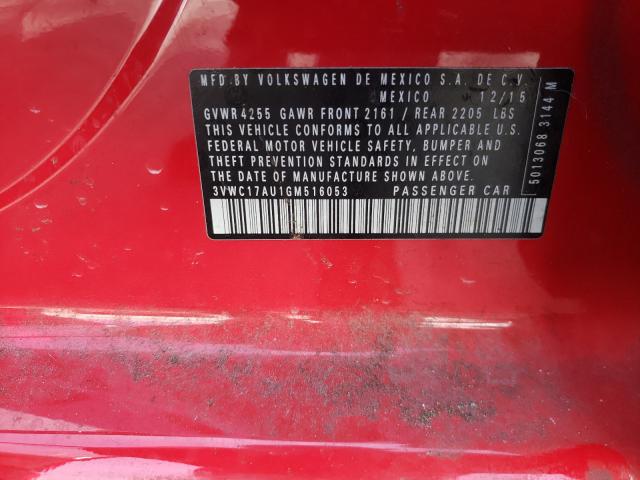 MFD BY VOLKSWAGEN DE MEXICO S.A. DE C.V.
MEXICO 12/15
GVWR 4255 GAWR FRONT 2161 / REAR 2205 LBS
THIS VEHICLE CONFORMS TO ALL APPLICABLE U.S.
FEDERAL MOTOR VEHICLE SAFETY, BUMPER AND
THEFT PREVENTION STANDARDS IN EFFECT ON
THE DATE OF MANUFACTURE SHOWN ABOVE.
3VWC17AU1GM516053 PASSENGER CAR
5013068 3144 M